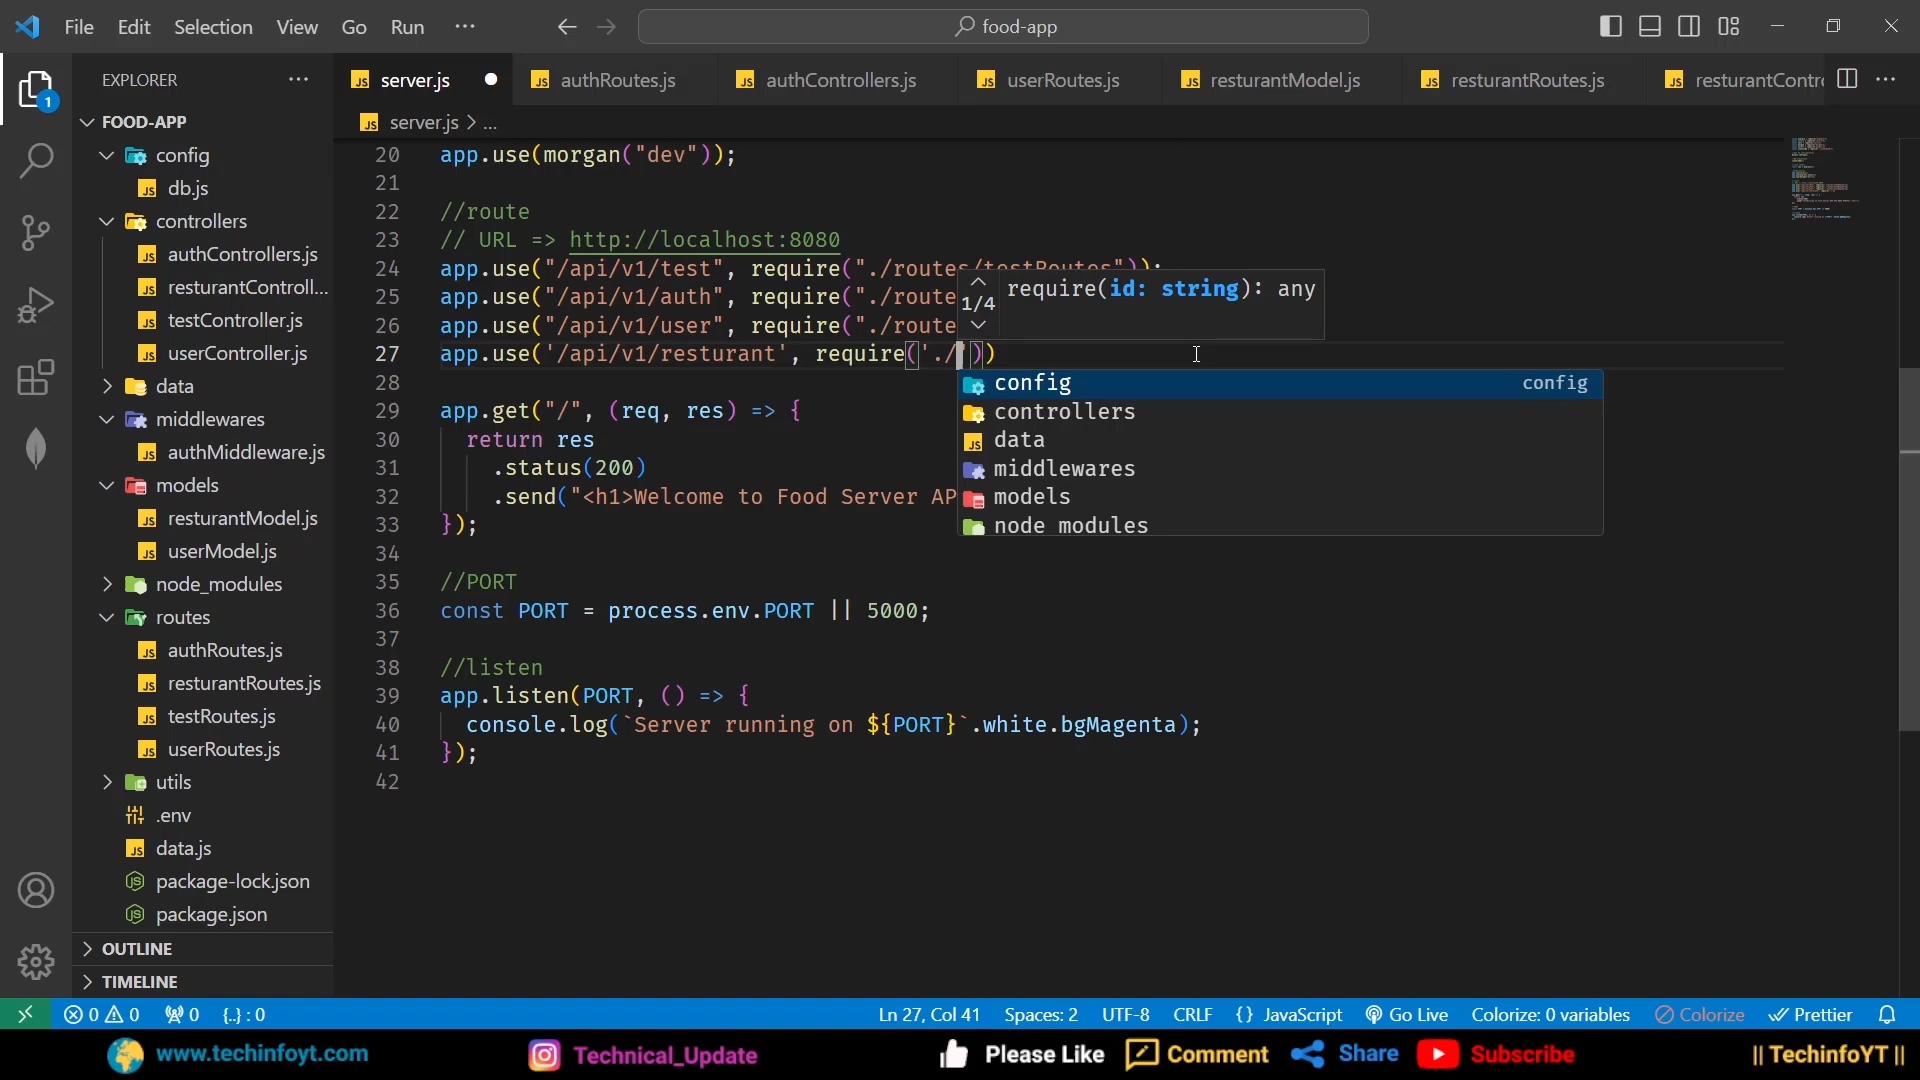 File Edit Selection View Go Run ···
food-app
EXPLORER ···
server.js
authRoutes.js
authControllers.js
userRoutes.js
resturantModel.js
resturantRoutes.js
resturantContro
server.js > ...
1
FOOD-APP
config
db.js
controllers
authControllers.js
resturantControll...
testController.js
userController.js
data
middlewares
authMiddleware.js
models
resturantModel.js
userModel.js
node_modules
routes
authRoutes.js
resturantRoutes.js
testRoutes.js
userRoutes.js
utils
.env
data.js
package-lock.json
package.json
OUTLINE
TIMELINE
20 app.use(morgan("dev"));
21
22 //route
23 // URL => http://localhost:8080
24 app.use("/api/v1/test", require("./routes/testRoutes"));
25 app.use("/api/v1/auth", require("./route
26 app.use("/api/v1/user", require("./route
27 app.use('/api/v1/resturant', require('./'))
28
29 app.get("/", (req, res) => {
30 return res
31 .status(200)
32 .send("<h1>Welcome to Food Server AP
33 });
34
35 //PORT
36 const PORT = process.env.PORT || 5000;
37
38 //listen
39 app.listen(PORT, () => {
40 console.log(`Server running on ${PORT}`.white.bgMagenta);
41 });
42
1/4 require(id: string): any
config config
controllers
data
middlewares
models
node_modules
0 0 0 {..} : 0 Ln 27, Col 41 Spaces: 2 UTF-8 CRLF {} JavaScript Go Live Colorize: 0 variables Colorize Prettier
www.techinfoyt.com Technical_Update Please Like Comment Share Subscribe || TechinfoYT ||